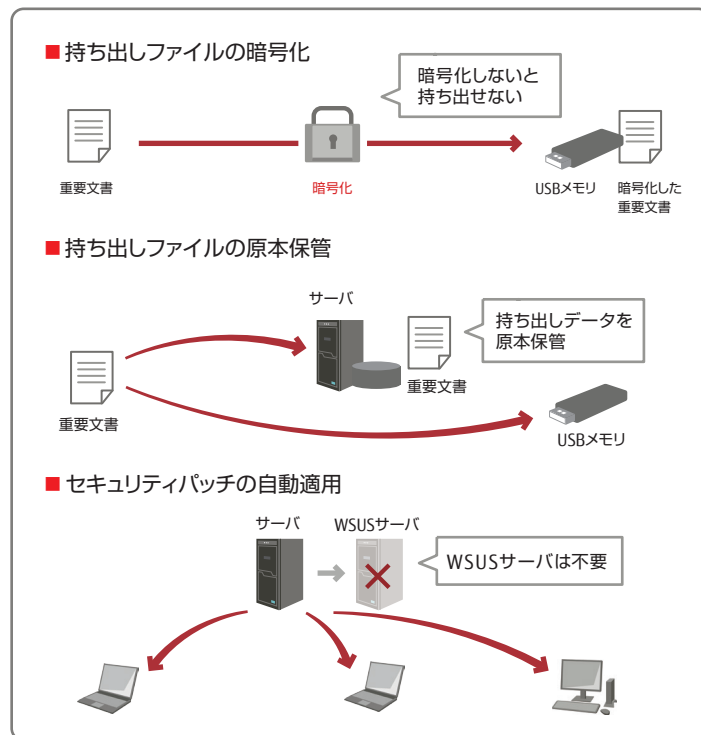 ■持ち出しファイルの暗号化
暗号化しないと
持ち出せない
重要文書
暗号化
USBメモリ
暗号化した
重要文書
■持ち出しファイルの原本保管
サーバ
持ち出しデータを
原本保管
重要文書
重要文書
USBメモリ
■セキュリティパッチの自動適用
サーバ
WSUSサーバ
WSUSサーバは不要